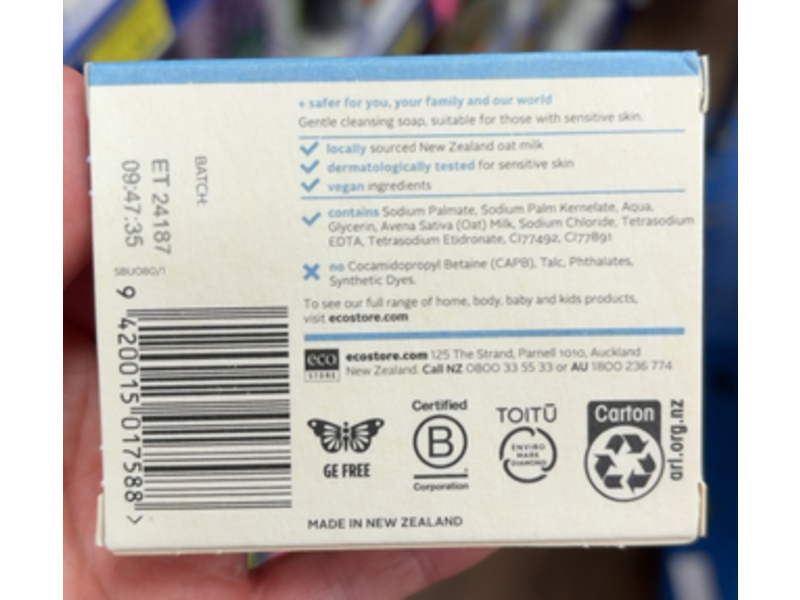 + safer for you, your family and our world
Gentle cleansing soap, suitable for those with sensitive skin.
locally sourced New Zealand oat milk
dermatologically tested for sensitive skin
vegan ingredients
contains Sodium Palmate, Sodium Palm Kernelate, Aqua,
Glycerin, Avena Sativa (Oat) Milk, Sodium Chloride, Tetrasodium
EDTA, Tetrasodium Etidronate, CI77492, CI77891
no Cocamidopropyl Betaine (CAPB), Talc, Phthalates,
Synthetic Dyes.
To see our full range of home, body, baby and kids products,
visit ecostore.com
eco
STORE
ecostore.com 125 The Strand, Parnell 1010, Auckland
New Zealand. Call NZ 0800 33 55 33 or AU 1800 236 774
GE FREE
Certified
B
Corporation
TOITŪ
ENVIRO
MARK
DIAMOND
Carton
arl.org.nz
MADE IN NEW ZEALAND
BATCH:
ET 24187
09:47:35
SBU080/1
9 420015 017588 >